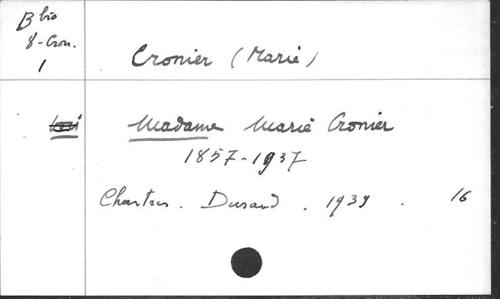 B bio
8-Cron.
1
Cronier (Marie)
Madame Marie Cronier
1857-1937
Chartres. Durand. 1939. 16